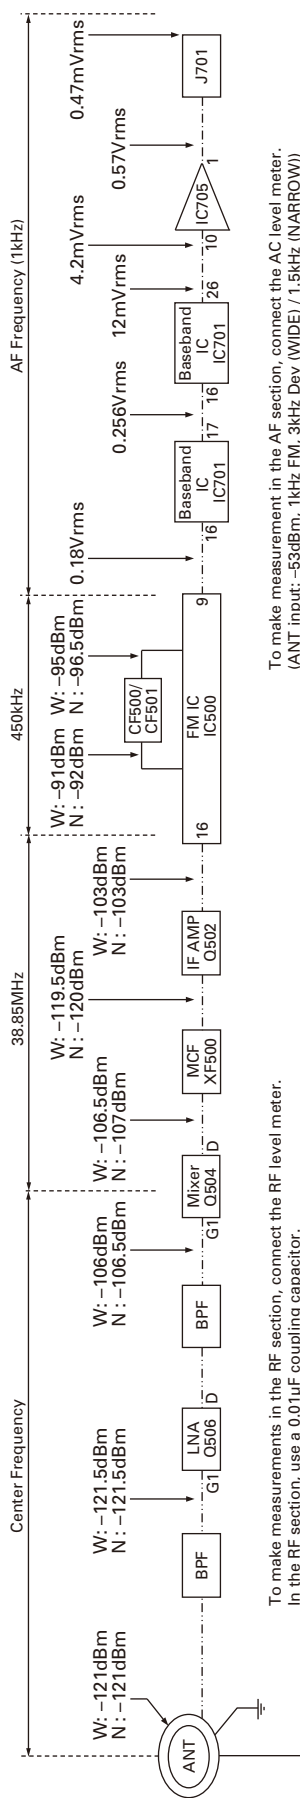 Center Frequency
38.85MHz
450kHz
AF Frequency (1kHz)
W: –121dBm
N : –121dBm
W: –121.5dBm
N : –121.5dBm
W: –106dBm
N : –106.5dBm
W: –106.5dBm
N : –107dBm
W: –119.5dBm
N : –120dBm
W: –103dBm
N : –103dBm
W: –91dBm
N : –92dBm
W: –95dBm
N : –96.5dBm
0.18Vrms
0.256Vrms
12mVrms
4.2mVrms
0.57Vrms
0.47mVrms
ANT
BPF
G1
LNA
Q506
D
BPF
G1
Mixer
Q504
D
MCF
XF500
IF AMP
Q502
16
CF500/
CF501
FM IC
IC500
9
16
Baseband
IC
IC701
17
16
Baseband
IC
IC701
26
10
IC705
1
J701
To make measurements in the RF section, connect the RF level meter.
In the RF section, use a 0.01uF coupling capacitor.
To make measurement in the AF section, connect the AC level meter.
(ANT input: –53dBm, 1kHz FM, 3kHz Dev (WIDE) / 1.5kHz (NARROW))